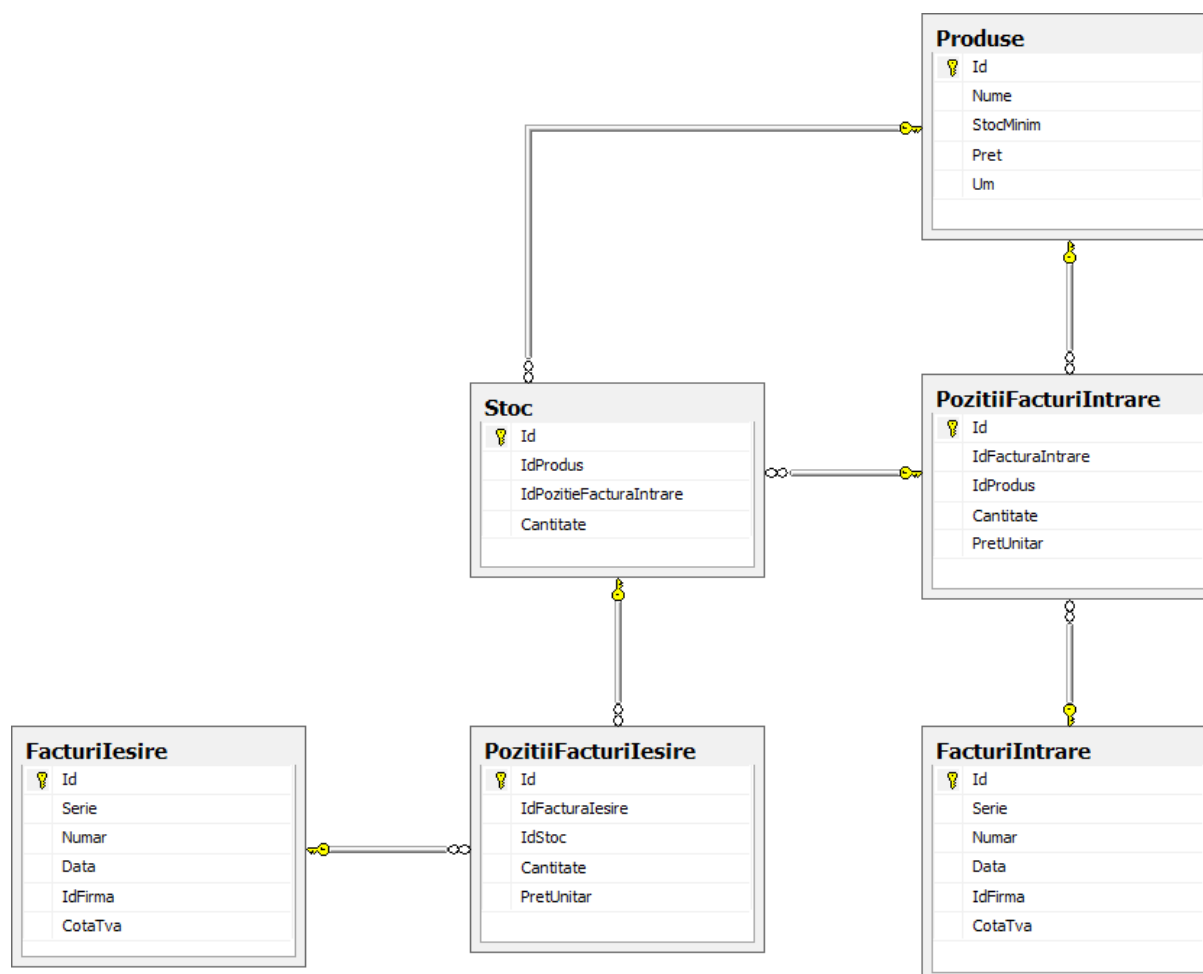 Produse
Id
Nume
StocMinim
Pret
Um
Stoc
Id
IdProdus
IdPozitieFacturaIntrare
Cantitate
PozitiiFacturiIntrare
Id
IdFacturaIntrare
IdProdus
Cantitate
PretUnitar
FacturiIesire
Id
Serie
Numar
Data
IdFirma
CotaTva
PozitiiFacturiIesire
Id
IdFacturaIesire
IdStoc
Cantitate
PretUnitar
FacturiIntrare
Id
Serie
Numar
Data
IdFirma
CotaTva